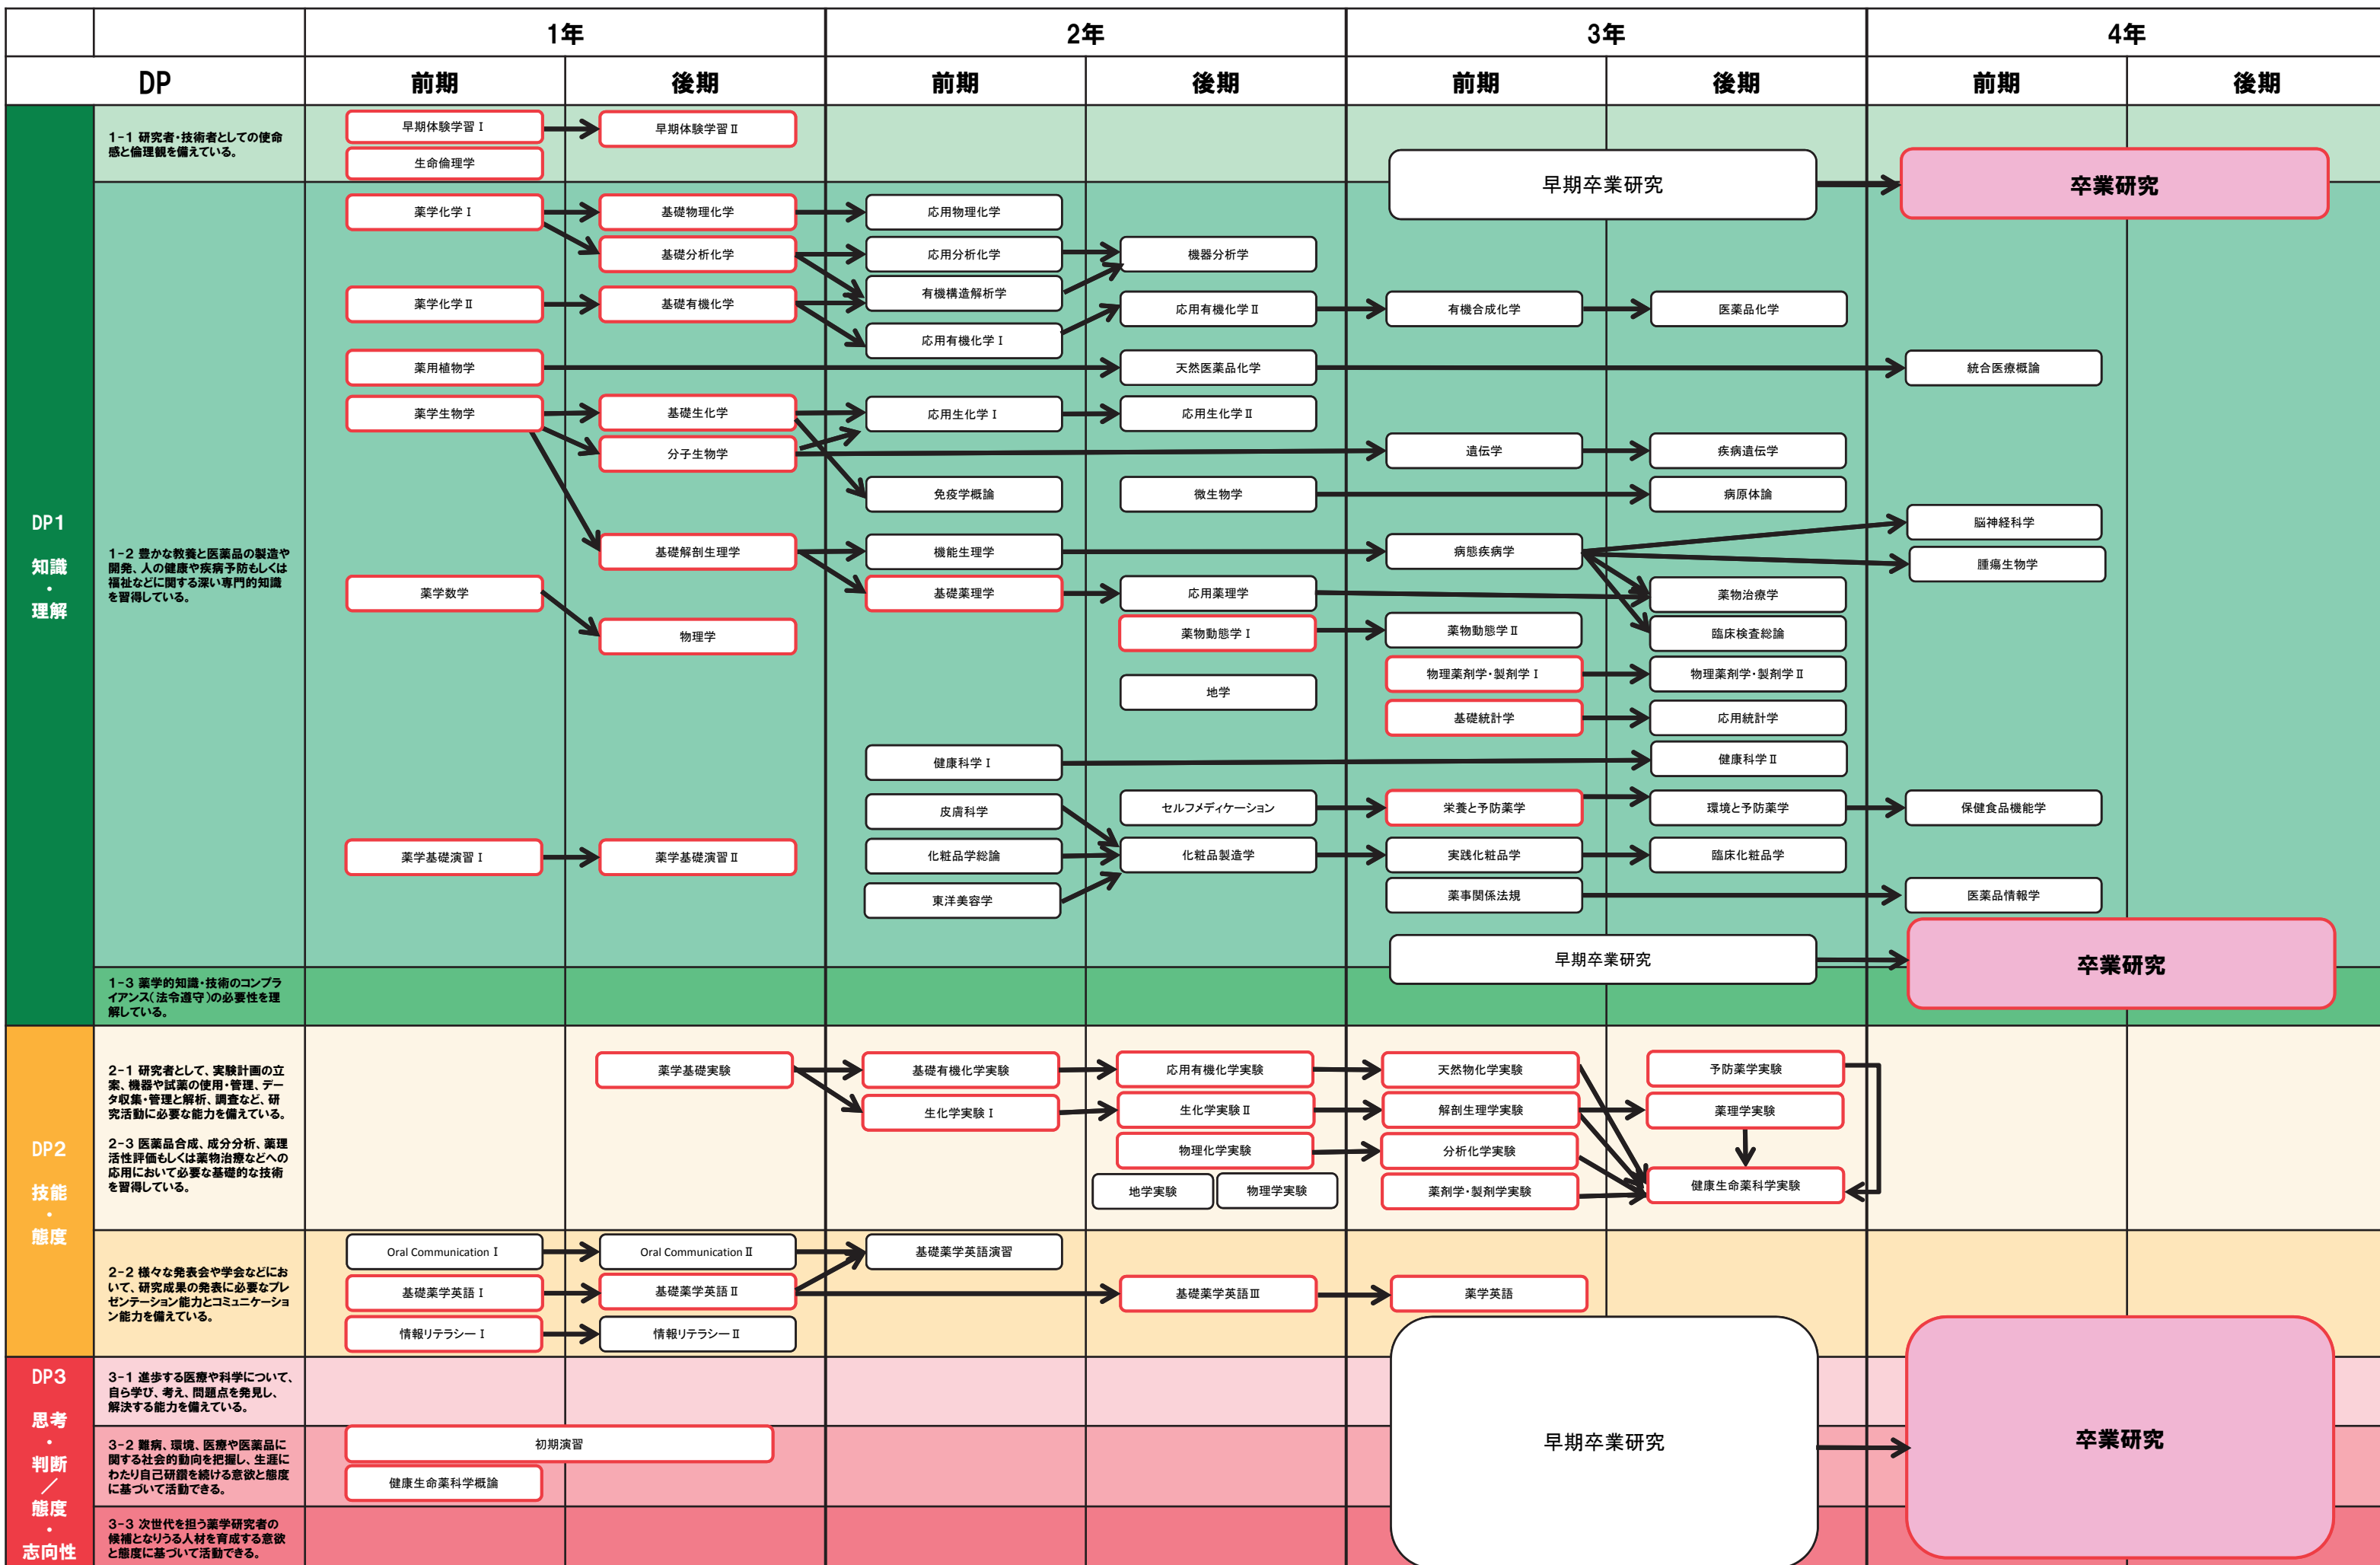 1年
2年
3年
4年
DP
前期
後期
前期
後期
前期
後期
前期
後期
DP1
知識
・
理解
1-1 研究者・技術者としての使命
感と倫理観を備えている。
早期体験学習Ⅰ
早期体験学習Ⅱ
生命倫理学
早期卒業研究
卒業研究
1-2 豊かな教養と医薬品の製造や
開発、人の健康や疾病予防もしくは
福祉などに関する深い専門的知識
を習得している。
薬学化学Ⅰ
基礎物理化学
応用物理化学
基礎分析化学
応用分析化学
機器分析学
有機構造解析学
薬学化学Ⅱ
基礎有機化学
応用有機化学Ⅱ
有機合成化学
医薬品化学
応用有機化学Ⅰ
薬用植物学
天然医薬品化学
統合医療概論
薬学生物学
基礎生化学
応用生化学Ⅰ
応用生化学Ⅱ
分子生物学
遺伝学
疾病遺伝学
免疫学概論
微生物学
病原体論
脳神経科学
基礎解剖生理学
機能生理学
病態疾病学
腫瘍生物学
薬学数学
基礎薬理学
応用薬理学
薬物治療学
物理学
薬物動態学Ⅰ
薬物動態学Ⅱ
臨床検査総論
物理薬剤学・製剤学Ⅰ
物理薬剤学・製剤学Ⅱ
地学
基礎統計学
応用統計学
健康科学Ⅰ
健康科学Ⅱ
皮膚科学
セルフメディケーション
栄養と予防薬学
環境と予防薬学
保健食品機能学
薬学基礎演習Ⅰ
薬学基礎演習Ⅱ
化粧品学総論
化粧品製造学
実践化粧品学
臨床化粧品学
東洋美容学
薬事関係法規
医薬品情報学
早期卒業研究
卒業研究
1-3 薬学的知識・技術のコンプラ
イアンス(法令遵守)の必要性を理
解している。
DP2
技能
・
態度
2-1 研究者として、実験計画の立
案、機器や試薬の使用・管理、デー
タ収集・管理と解析、調査など、研
究活動に必要な能力を備えている。
2-3 医薬品合成、成分分析、薬理
活性評価もしくは薬物治療などへの
応用において必要な基礎的な技術
を習得している。
薬学基礎実験
基礎有機化学実験
応用有機化学実験
天然物化学実験
予防薬学実験
生化学実験Ⅰ
生化学実験Ⅱ
解剖生理学実験
薬理学実験
物理化学実験
分析化学実験
地学実験
物理学実験
薬剤学・製剤学実験
健康生命薬科学実験
2-2 様々な発表会や学会などにお
いて、研究成果の発表に必要なプレ
ゼンテーション能力とコミュニケーショ
ン能力を備えている。
Oral Communication Ⅰ
Oral Communication Ⅱ
基礎薬学英語演習
基礎薬学英語Ⅰ
基礎薬学英語Ⅱ
基礎薬学英語Ⅲ
薬学英語
情報リテラシーⅠ
情報リテラシーⅡ
DP3
思考
・
判断
／
態度
・
志向性
3-1 進歩する医療や科学について、
自ら学び、考え、問題点を発見し、
解決する能力を備えている。
3-2 難病、環境、医療や医薬品に
関する社会的動向を把握し、生涯に
わたり自己研鑽を続ける意欲と態度
に基づいて活動できる。
初期演習
健康生命薬科学概論
早期卒業研究
卒業研究
3-3 次世代を担う薬学研究者の
候補となりうる人材を育成する意欲
と態度に基づいて活動できる。